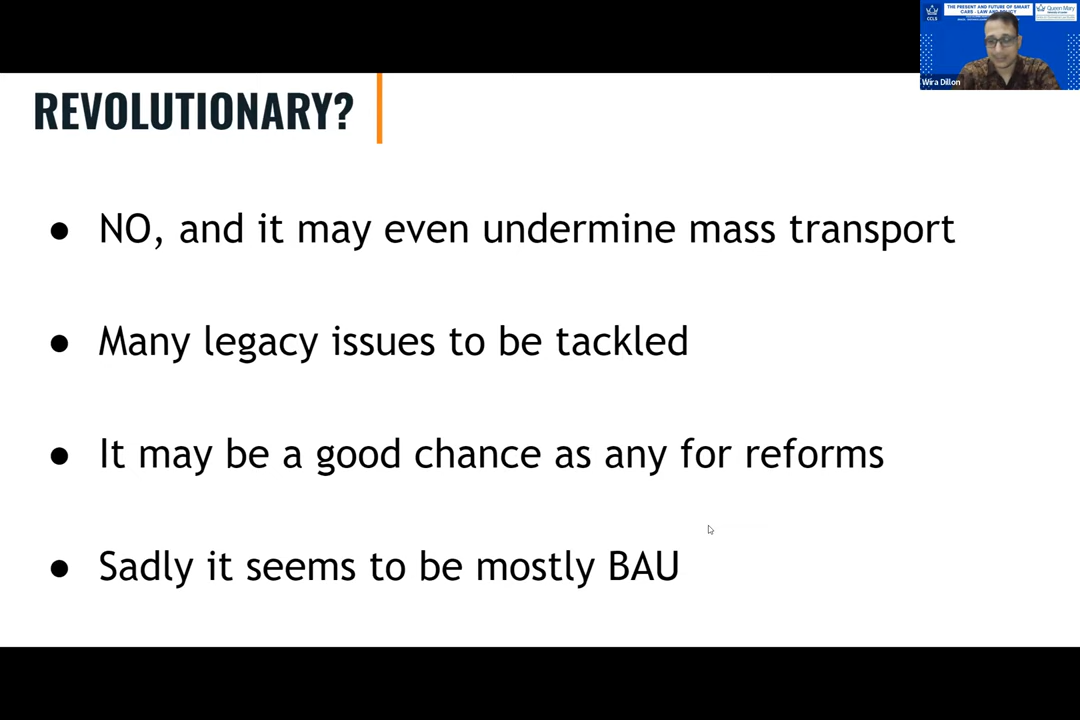 REVOLUTIONARY?
● NO, and it may even undermine mass transport
● Many legacy issues to be tackled
● It may be a good chance as any for reforms
● Sadly it seems to be mostly BAU
CCLS
THE PRESENT AND FUTURE OF SMART
CARS - LAW AND POLICY
Queen Mary
Wira Dillon